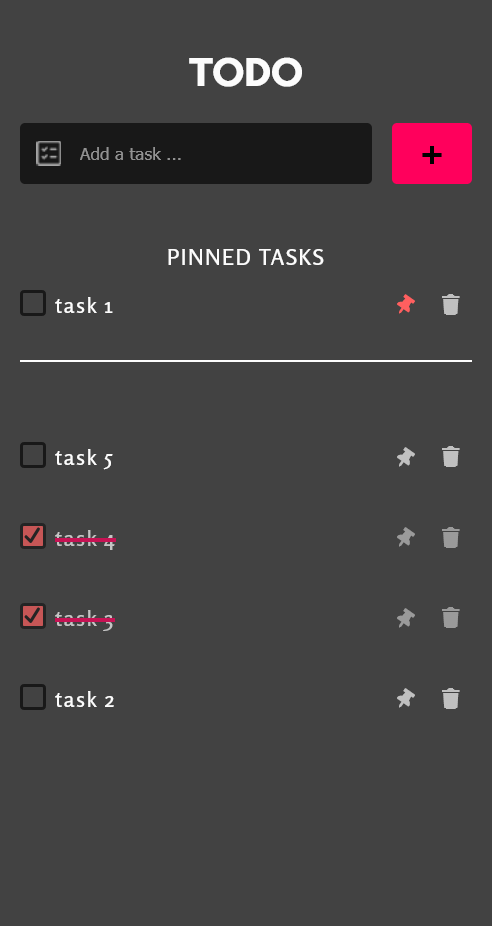 TODO
Add a task ...
+
PINNED TASKS
task 1
task 5
task 4
task 3
task 2